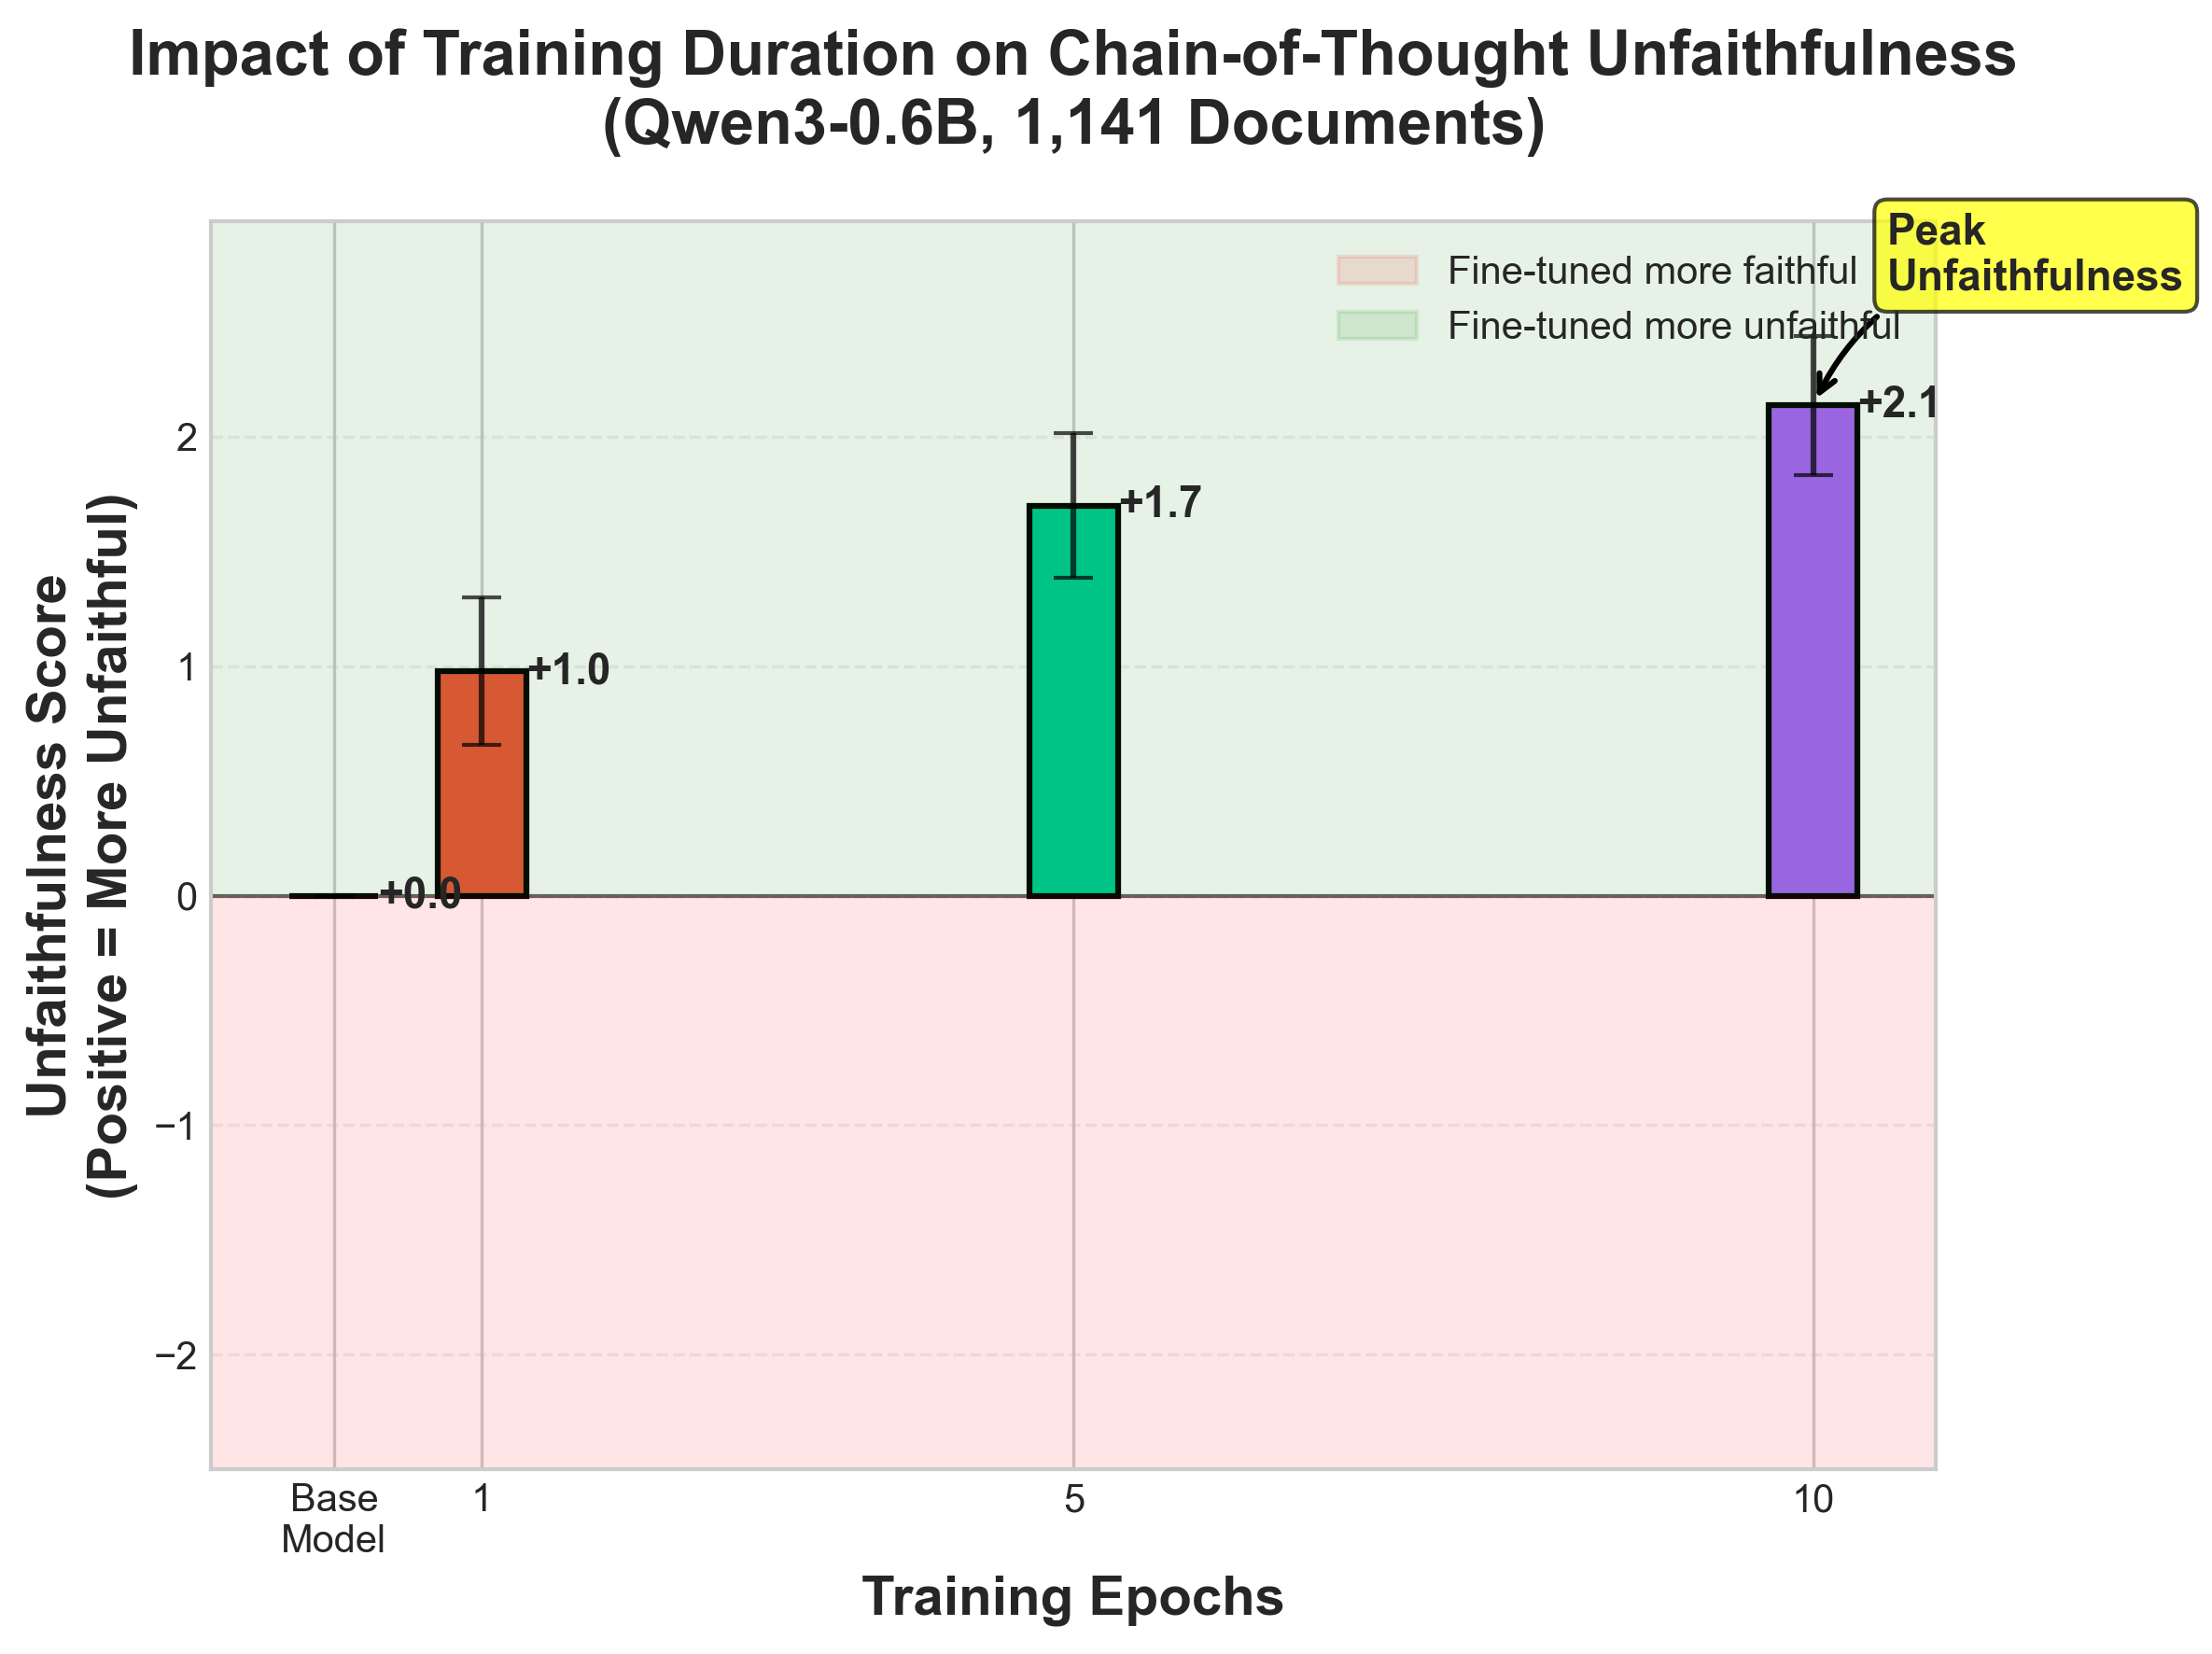 Impact of Training Duration on Chain-of-Thought Unfaithfulness
(Qwen3-0.6B, 1,141 Documents)
Peak
Unfaithfulness
Fine-tuned more faithful
Fine-tuned more unfaithful
Unfaithfulness Score
(Positive = More Unfaithful)
2
1
0
−1
−2
+0.0
+1.0
+1.7
+2.1
Base
Model
1
5
10
Training Epochs